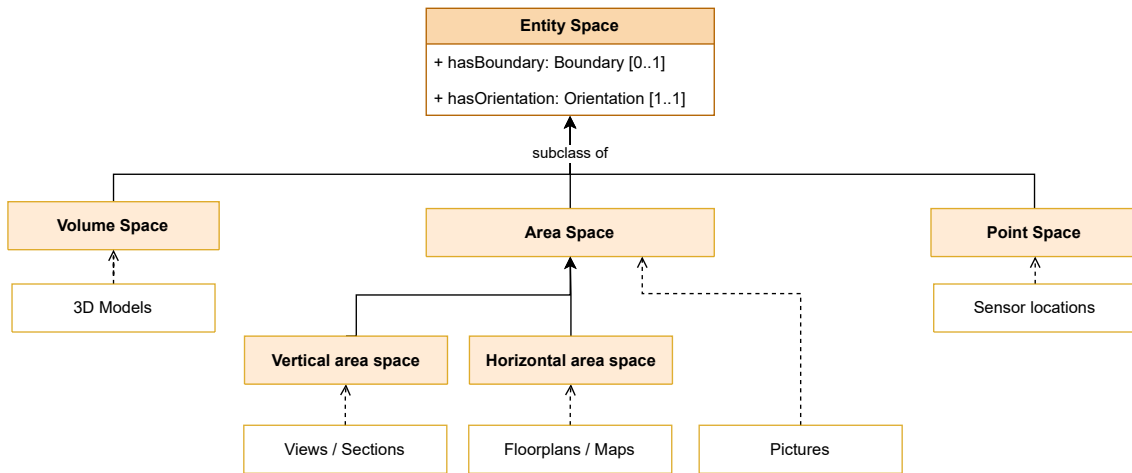 Entity Space
+ hasBoundary: Boundary [0..1]
+ hasOrientation: Orientation [1..1]
subclass of
Volume Space
Area Space
Point Space
3D Models
Sensor locations
Vertical area space
Horizontal area space
Views / Sections
Floorplans / Maps
Pictures